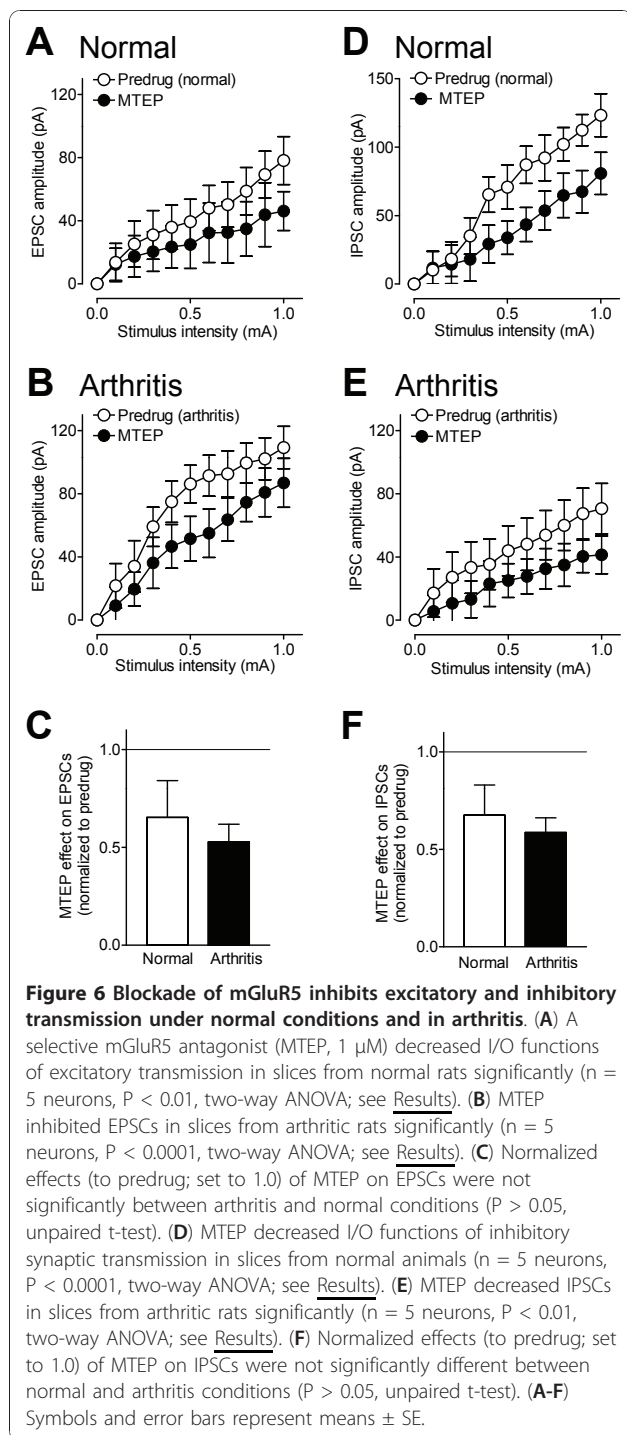 A Normal
Predrug (normal)
MTEP
EPSC amplitude (pA)
120
80
40
0
0.0 0.5 1.0
Stimulus intensity (mA)
D Normal
Predrug (normal)
MTEP
IPSC amplitude (pA)
150
100
50
0
0.0 0.5 1.0
Stimulus intensity (mA)
B Arthritis
Predrug (arthritis)
MTEP
EPSC amplitude (pA)
120
80
40
0
0.0 0.5 1.0
Stimulus intensity (mA)
E Arthritis
Predrug (arthritis)
MTEP
IPSC amplitude (pA)
120
80
40
0
0.0 0.5 1.0
Stimulus intensity (mA)
C
MTEP effect on EPSCs
(normalized to predrug)
1.0
0.5
0.0
Normal Arthritis
F
MTEP effect on IPSCs
(normalized to predrug)
1.0
0.5
0.0
Normal Arthritis
Figure 6 Blockade of mGluR5 inhibits excitatory and inhibitory
transmission under normal conditions and in arthritis. (A) A
selective mGluR5 antagonist (MTEP, 1 μM) decreased I/O functions
of excitatory transmission in slices from normal rats significantly (n =
5 neurons, P < 0.01, two-way ANOVA; see Results). (B) MTEP
inhibited EPSCs in slices from arthritic rats significantly (n = 5
neurons, P < 0.0001, two-way ANOVA; see Results). (C) Normalized
effects (to predrug; set to 1.0) of MTEP on EPSCs were not
significantly between arthritis and normal conditions (P > 0.05,
unpaired t-test). (D) MTEP decreased I/O functions of inhibitory
synaptic transmission in slices from normal animals (n = 5 neurons,
P < 0.0001, two-way ANOVA; see Results). (E) MTEP decreased IPSCs
in slices from arthritic rats significantly (n = 5 neurons, P < 0.01,
two-way ANOVA; see Results). (F) Normalized effects (to predrug; set
to 1.0) of MTEP on IPSCs were not significantly different between
normal and arthritis conditions (P > 0.05, unpaired t-test). (A-F)
Symbols and error bars represent means ± SE.